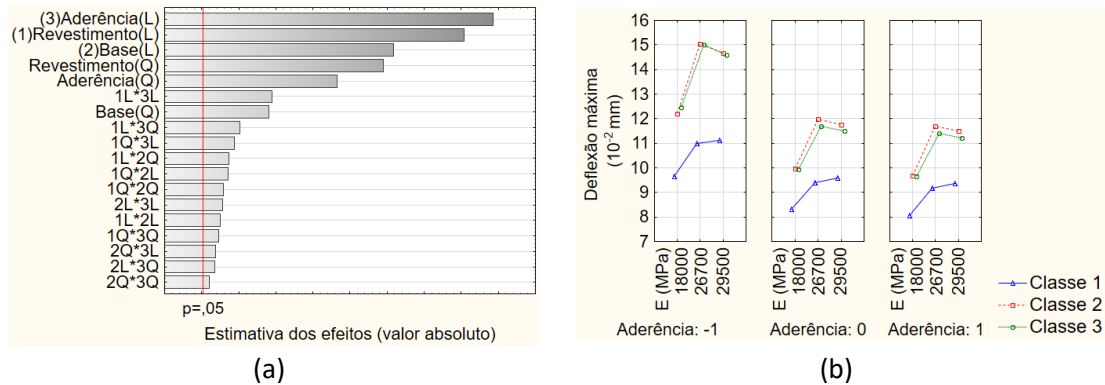 (3)Aderência(L)
(1)Revestimento(L)
(2)Base(L)
Revestimento(Q)
Aderência(Q)
1L*3L
Base(Q)
1L*3Q
1Q*3L
1L*2Q
1Q*2L
1Q*2Q
2L*3L
1L*2L
1Q*3Q
2Q*3L
2L*3Q
2Q*3Q
p=,05
Estimativa dos efeitos (valor absoluto)
(a)
Deflexão máxima
(10⁻² mm)
16
15
14
13
12
11
10
9
8
7
E (MPa)
18000
26700
29500
Aderência: -1
E (MPa)
18000
26700
29500
Aderência: 0
E (MPa)
18000
26700
29500
Aderência: 1
Classe 1
Classe 2
Classe 3
(b)